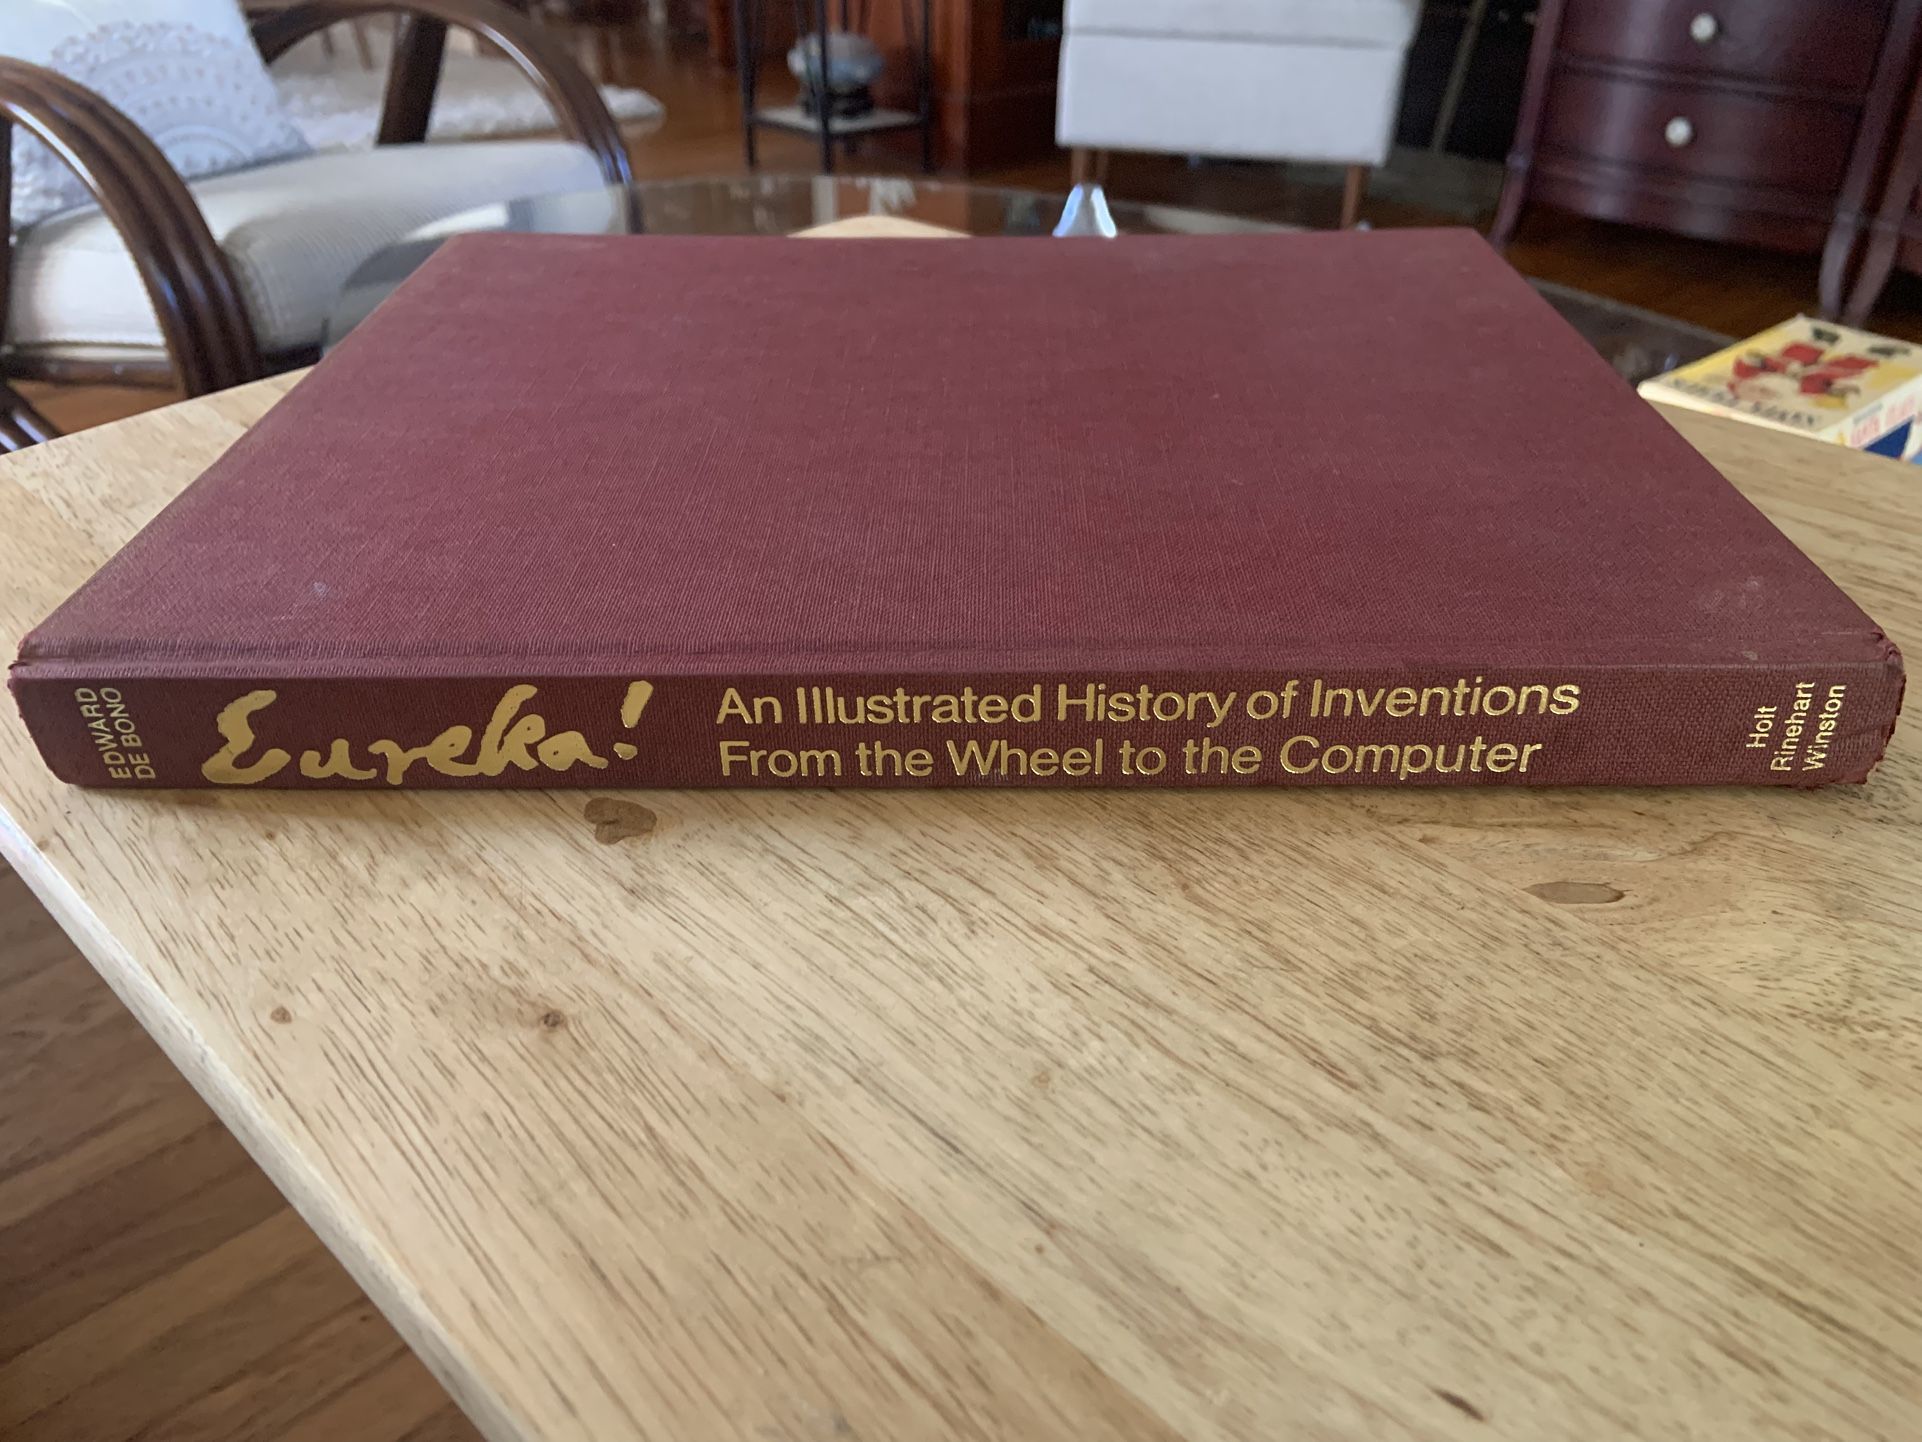 EDWARD
DE BONO
Eureka!
An Illustrated History of Inventions
From the Wheel to the Computer
Holt
Rinehart
Winston